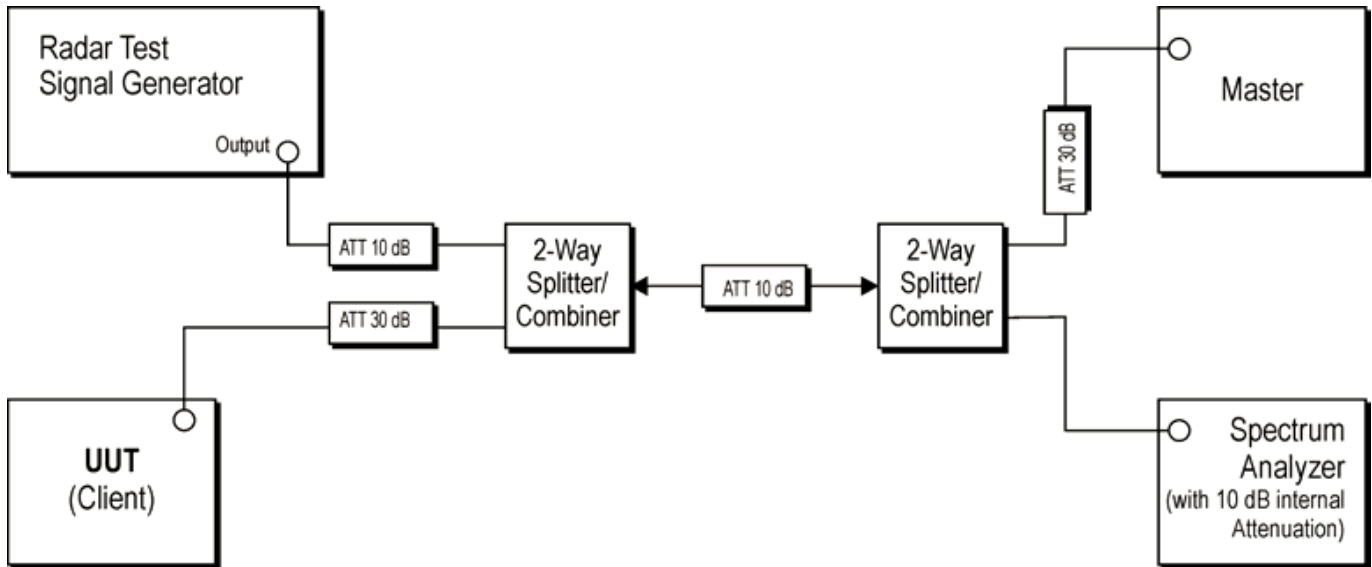 Radar Test
Signal Generator
Output
Master
ATT 30 dB
ATT 10 dB
2-Way
Splitter/
Combiner
ATT 10 dB
2-Way
Splitter/
Combiner
ATT 30 dB
UUT
(Client)
Spectrum
Analyzer
(with 10 dB internal
Attenuation)